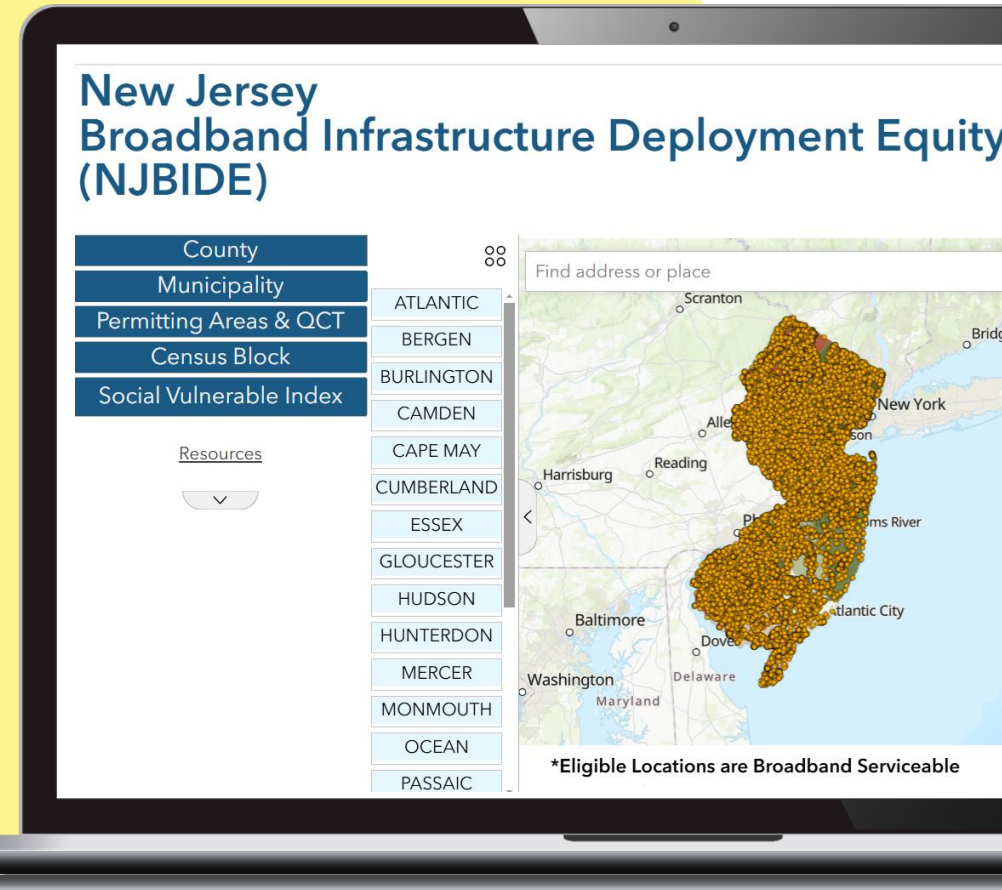 New Jersey
Broadband Infrastructure Deployment Equity
(NJBIDE)
County
Municipality
Permitting Areas & QCT
Census Block
Social Vulnerable Index
Resources
ATLANTIC
BERGEN
BURLINGTON
CAMDEN
CAPE MAY
CUMBERLAND
ESSEX
GLOUCESTER
HUDSON
HUNTERDON
MERCER
MONMOUTH
OCEAN
PASSAIC
Find address or place
Scranton
New York
Reading
Harrisburg
ms River
Baltimore
tlantic City
Dove
Washington
Delaware
Maryland
*Eligible Locations are Broadband Serviceable